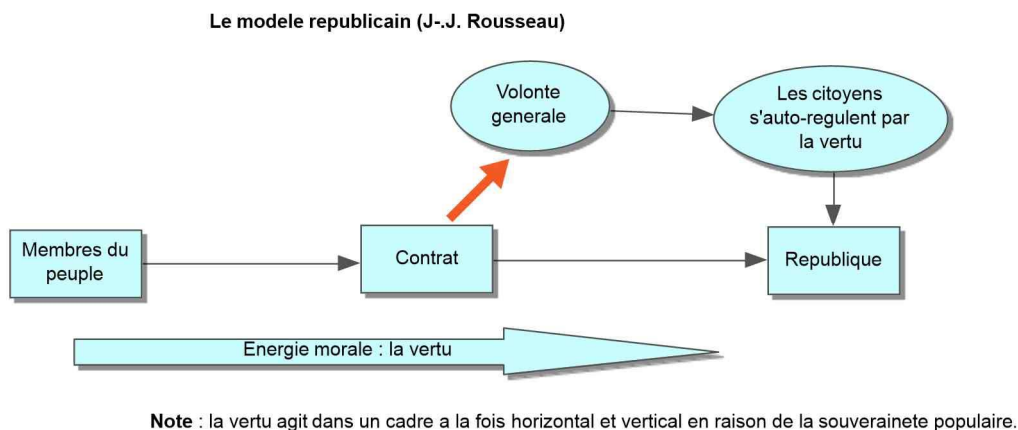 Le modele republicain (J-.J. Rousseau)
Volonte
generale
Les citoyens
s'auto-regulent par
la vertu
Membres du
peuple
Contrat
Republique
Energie morale : la vertu
Note : la vertu agit dans un cadre a la fois horizontal et vertical en raison de la souverainete populaire.